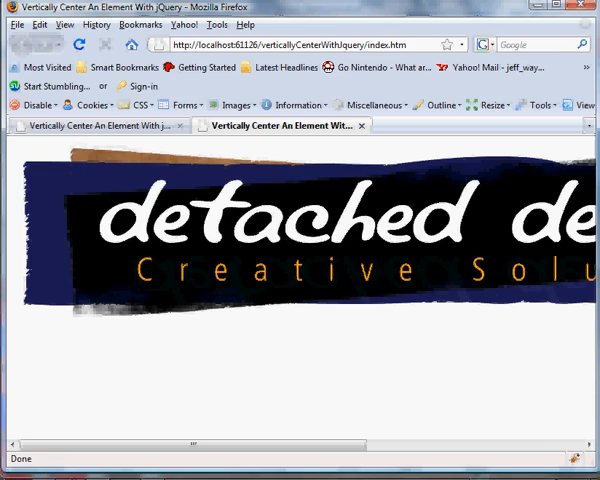 Vertically Center An Element With jQuery - Mozilla Firefox
File Edit View History Bookmarks Yahoo! Tools Help
http://localhost:61126/verticallyCenterWithJquery/index.htm
Google
Most Visited Smart Bookmarks Getting Started Latest Headlines Go Nintendo - What ar... Yahoo! Mail - jeff_way...
Start Stumbling... or Sign-in
Disable Cookies CSS Forms Images Information Miscellaneous Outline Resize Tools View
Vertically Center An Element With j... Vertically Center An Element Wit...
detached de
Creative Solu
Done